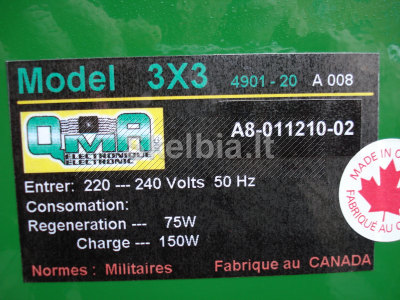 Model 3X3 4901 - 20 A 008
QMA
ELECTRONIQUE
ELECTRONIC
A8-011210-02
Entrer: 220 --- 240 Volts 50 Hz
Consomation:
Regeneration --- 75W
Charge --- 150W
Normes : Militaires Fabrique au CANADA
MADE IN C
FABRIQUÉ AU C